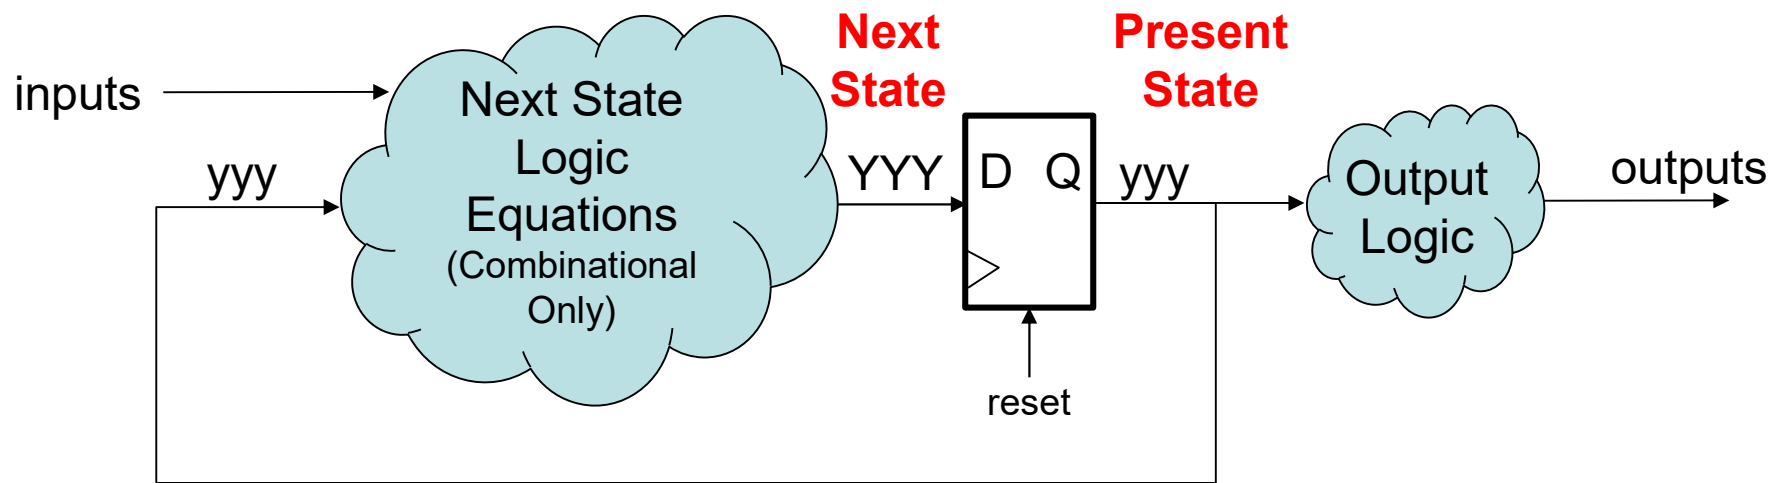 inputs
yyy
Next State
Logic
Equations
(Combinational
Only)
Next
State
YYY
D Q
reset
Present
State
yyy
Output
Logic
outputs